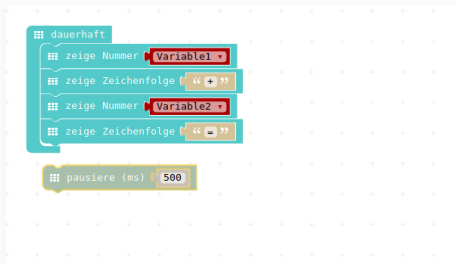 dauerhaft
zeige Nummer Variable1
zeige Zeichenfolge “ + ”
zeige Nummer Variable2
zeige Zeichenfolge “ = ”
pausiere (ms) 500